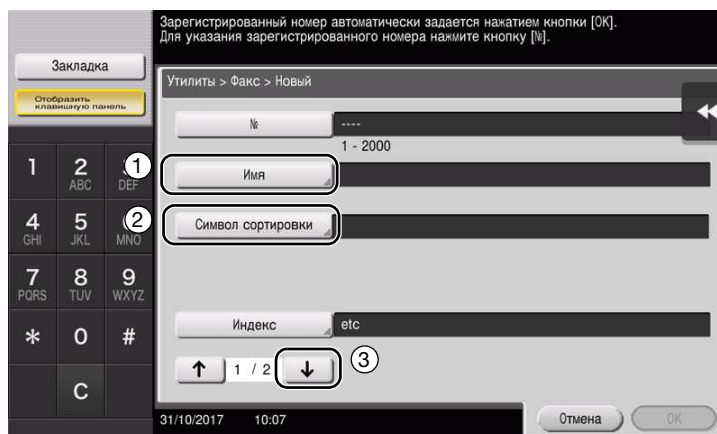 Зарегистрированный номер автоматически задается нажатием кнопки [OK].
Для указания зарегистрированного номера нажмите кнопку [№].
Закладка
Отобразить
клавишную панель
Утилиты > Факс > Новый
№
----
1 - 2000
1
Имя
2
Символ сортировки
Индекс
etc
1 / 2
3
1
2
ABC
DEF
4
GHI
5
JKL
MNO
7
PQRS
8
TUV
9
WXYZ
*
0
#
C
31/10/2017 10:07
Отмена
OK